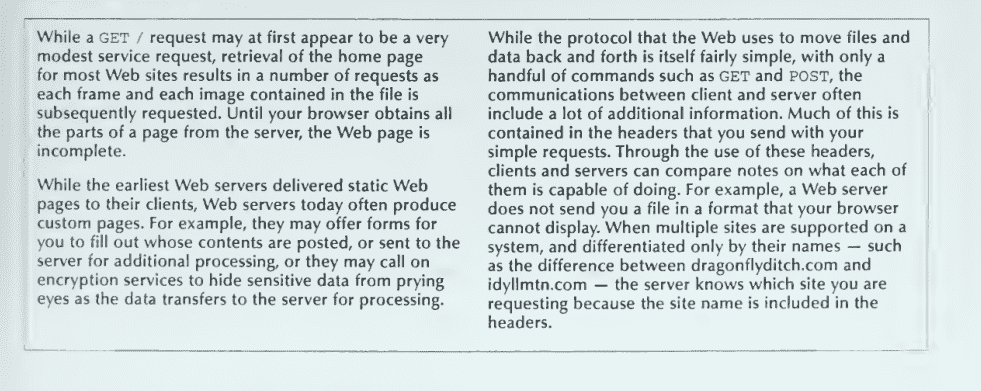 While a GET / request may at first appear to be a very
modest service request, retrieval of the home page
for most Web sites results in a number of requests as
each frame and each image contained in the file is
subsequently requested. Until your browser obtains all
the parts of a page from the server, the Web page is
incomplete.
While the earliest Web servers delivered static Web
pages to their clients, Web servers today often produce
custom pages. For example, they may offer forms for
you to fill out whose contents are posted, or sent to the
server for additional processing, or they may call on
encryption services to hide sensitive data from prying
eyes as the data transfers to the server for processing.
While the protocol that the Web uses to move files and
data back and forth is itself fairly simple, with only a
handful of commands such as GET and POST, the
communications between client and server often
include a lot of additional information. Much of this is
contained in the headers that you send with your
simple requests. Through the use of these headers,
clients and servers can compare notes on what each of
them is capable of doing. For example, a Web server
does not send you a file in a format that your browser
cannot display. When multiple sites are supported on a
system, and differentiated only by their names — such
as the difference between dragonflyditch.com and
idyllmtn.com — the server knows which site you are
requesting because the site name is included in the
headers.